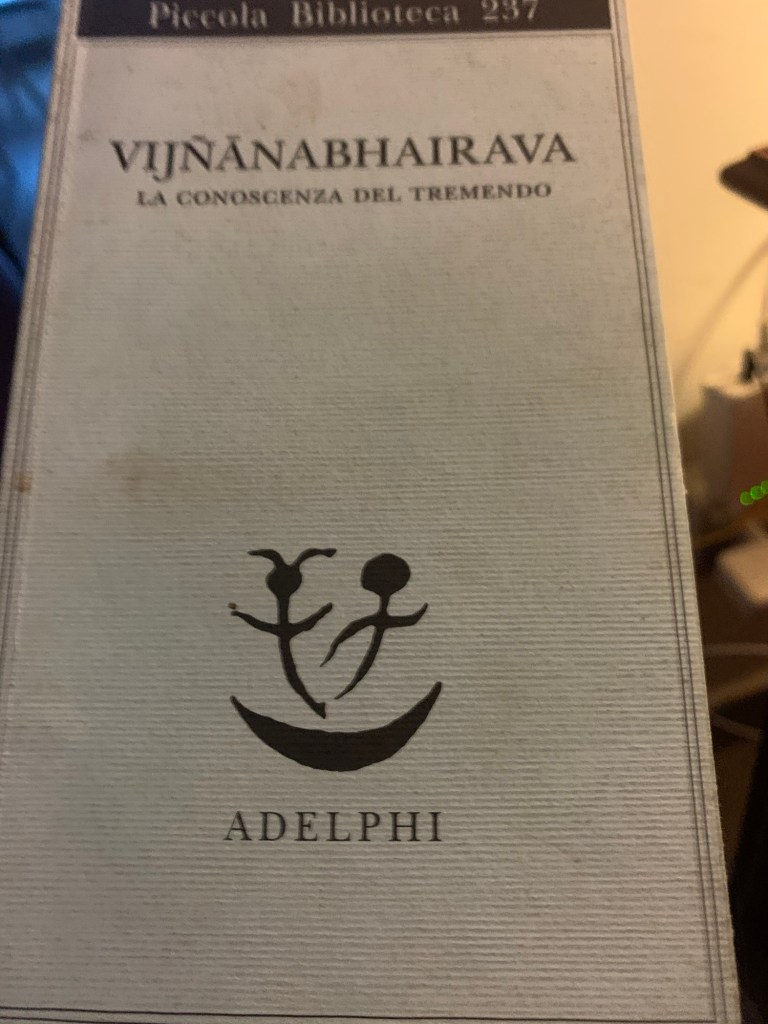 Piccola Biblioteca 237
VIJÑĀNABHAIRAVA
LA CONOSCENZA DEL TREMENDO
ADELPHI